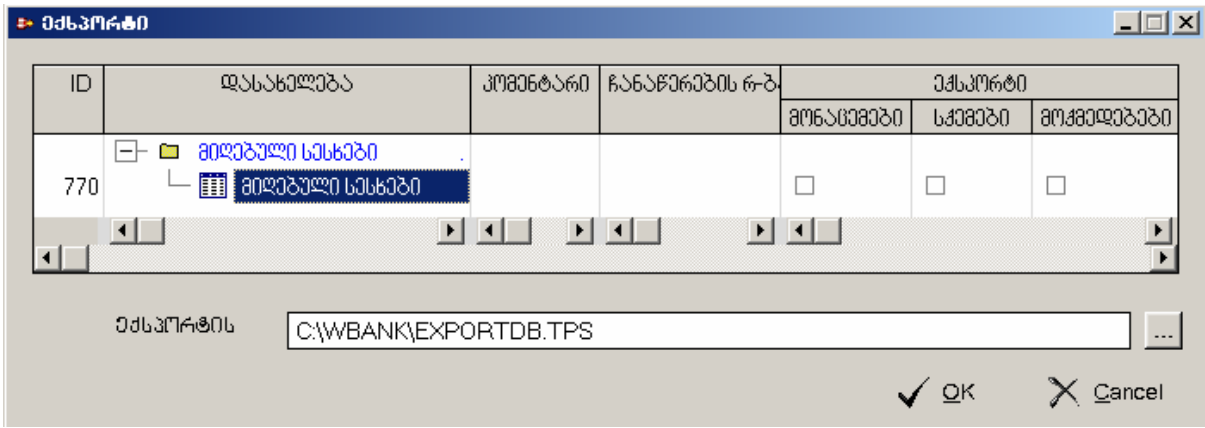 ექსპორტი
ID დასახელება კომენტარი ჩანაწერების რ-ბ ექსპორტი
მონაცემები სქემები მოქმედებები
მიღებული სესხები .
770 მიღებული სესხები
ექსპორტის C:\WBANK\EXPORTDB.TPS ...
OK Cancel